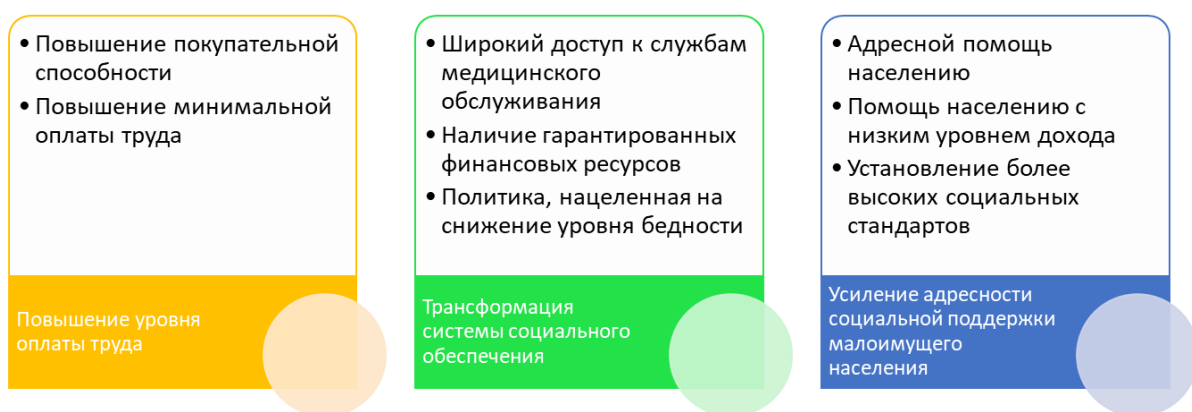 • Повышение покупательной
способности
• Повышение минимальной
оплаты труда
Повышение уровня
оплаты труда
• Широкий доступ к службам
медицинского
обслуживания
• Наличие гарантированных
финансовых ресурсов
• Политика, нацеленная на
снижение уровня бедности
Трансформация
системы социального
обеспечения
• Адресной помощь
населению
• Помощь населению с
низким уровнем дохода
• Установление более
высоких социальных
стандартов
Усиление адресности
социальной поддержки
малоимущего
населения